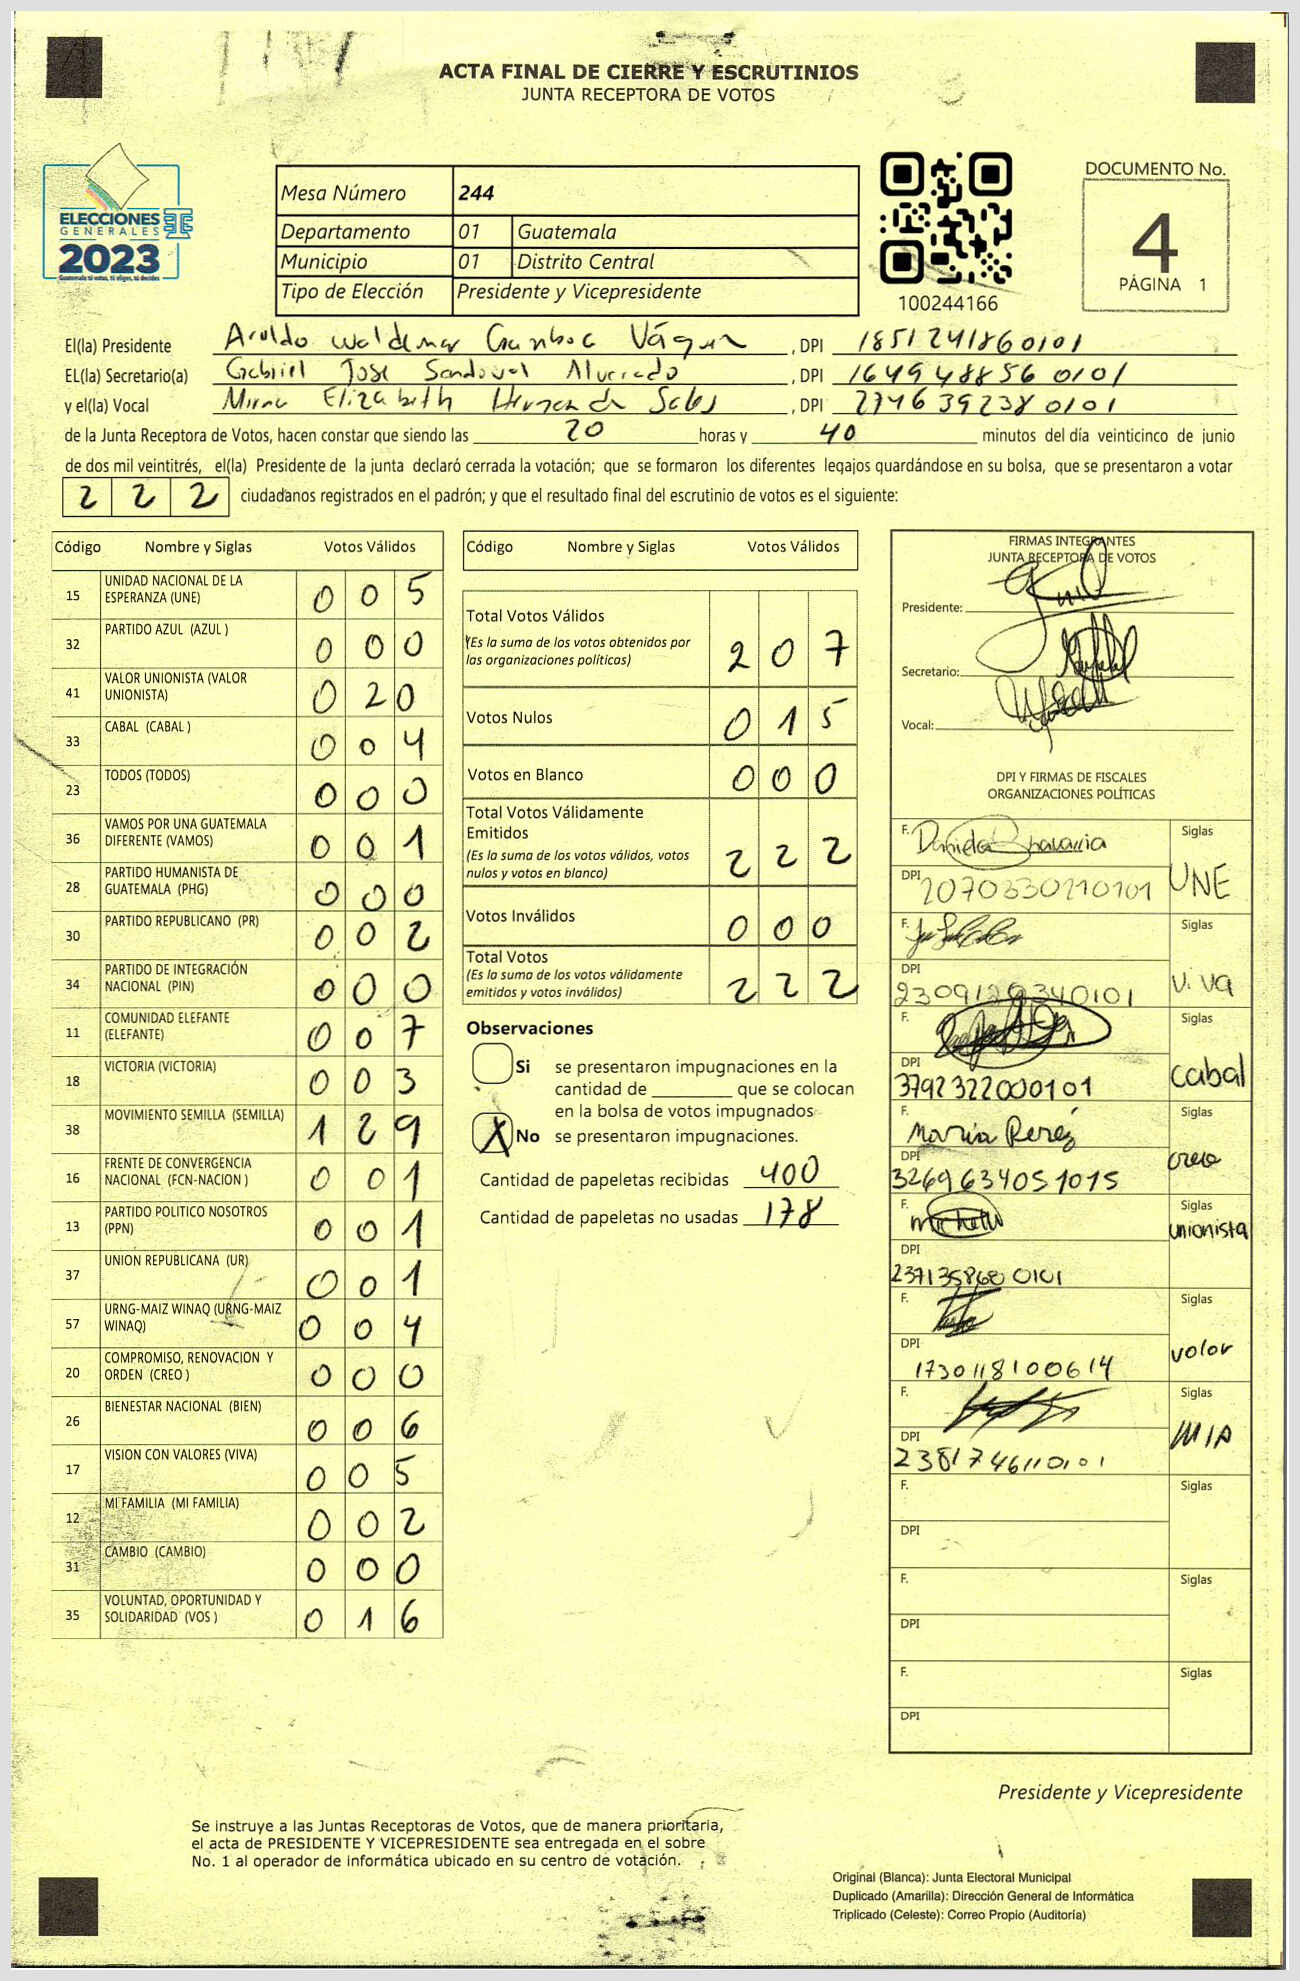 ACTA FINAL DE CIERRE Y ESCRUTINIOS
JUNTA RECEPTORA DE VOTOS
ELECCIONES
GENERALES
2023
Mesa Número 244
Departamento 01 Guatemala
Municipio 01 Distrito Central
Tipo de Elección Presidente y Vicepresidente
100244166
DOCUMENTO No.
4
PÁGINA 1
El(la) Presidente Aroldo Waldemar Gamboa , DPI 1851241860101
EL(la) Secretario(a) Gabriel Jose Sandoval Alvarado , DPI 1649488560101
y el(la) Vocal Mirna Elizabeth Sales , DPI 2746392380101
de la Junta Receptora de Votos, hacen constar que siendo las 20 horas y 40 minutos del día veinticinco de junio
de dos mil veintitrés, el(la) Presidente de la junta declaró cerrada la votación; que se formaron los diferentes legajos guardándose en su bolsa, que se presentaron a votar
2 2 2 ciudadanos registrados en el padrón; y que el resultado final del escrutinio de votos es el siguiente:
Código Nombre y Siglas Votos Válidos
15 UNIDAD NACIONAL DE LA ESPERANZA (UNE) 0 0 5
32 PARTIDO AZUL (AZUL ) 0 0 0
41 VALOR UNIONISTA (VALOR UNIONISTA) 0 2 0
33 CABAL (CABAL ) 0 0 4
23 TODOS (TODOS) 0 0 0
36 VAMOS POR UNA GUATEMALA DIFERENTE (VAMOS) 0 0 1
28 PARTIDO HUMANISTA DE GUATEMALA (PHG) 0 0 0
30 PARTIDO REPUBLICANO (PR) 0 0 2
34 PARTIDO DE INTEGRACIÓN NACIONAL (PIN) 0 0 0
11 COMUNIDAD ELEFANTE (ELEFANTE) 0 0 7
18 VICTORIA (VICTORIA) 0 0 3
38 MOVIMIENTO SEMILLA (SEMILLA) 1 2 9
16 FRENTE DE CONVERGENCIA NACIONAL (FCN-NACION ) 0 0 1
13 PARTIDO POLITICO NOSOTROS (PPN) 0 0 1
37 UNION REPUBLICANA (UR) 0 0 1
57 URNG-MAIZ WINAQ (URNG-MAIZ WINAQ) 0 0 4
20 COMPROMISO, RENOVACION Y ORDEN (CREO ) 0 0 0
26 BIENESTAR NACIONAL (BIEN) 0 0 6
17 VISION CON VALORES (VIVA) 0 0 5
12 MI FAMILIA (MI FAMILIA) 0 0 2
31 CAMBIO (CAMBIO) 0 0 0
35 VOLUNTAD, OPORTUNIDAD Y SOLIDARIDAD (VOS ) 0 1 6
Código Nombre y Siglas Votos Válidos
Total Votos Válidos 2 0 7
(Es la suma de los votos obtenidos por
las organizaciones políticas)
Votos Nulos 0 1 5
Votos en Blanco 0 0 0
Total Votos Válidamente
Emitidos 2 2 2
(Es la suma de los votos válidos, votos
nulos y votos en blanco)
Votos Inválidos 0 0 0
Total Votos 2 2 2
(Es la suma de los votos válidamente
emitidos y votos inválidos)
Observaciones
Si se presentaron impugnaciones en la
cantidad de ________ que se colocan
en la bolsa de votos impugnados
X No se presentaron impugnaciones.
Cantidad de papeletas recibidas 400
Cantidad de papeletas no usadas 178
FIRMAS INTEGRANTES
JUNTA RECEPTORA DE VOTOS
Presidente:
Secretario:
Vocal:
DPI Y FIRMAS DE FISCALES
ORGANIZACIONES POLÍTICAS
F. Daniela Chavarria Siglas
DPI 2070330210101 UNE
F. Siglas
DPI 2309129340101 Viva
F. Siglas
DPI 3792322000101 Cabal
F. Maria Perez Siglas
DPI 3269634051015 creo
F. Michelle Siglas
DPI 2371358680101 unionista
F. Siglas
DPI 1730118100614 valor
F. Siglas
DPI 2381746110101 MIA
F. Siglas
DPI
F. Siglas
DPI
F. Siglas
DPI
Presidente y Vicepresidente
Se instruye a las Juntas Receptoras de Votos, que de manera prioritaria,
el acta de PRESIDENTE Y VICEPRESIDENTE sea entregada en el sobre
No. 1 al operador de informática ubicado en su centro de votación.
Original (Blanca): Junta Electoral Municipal
Duplicado (Amarilla): Dirección General de Informática
Triplicado (Celeste): Correo Propio (Auditoría)